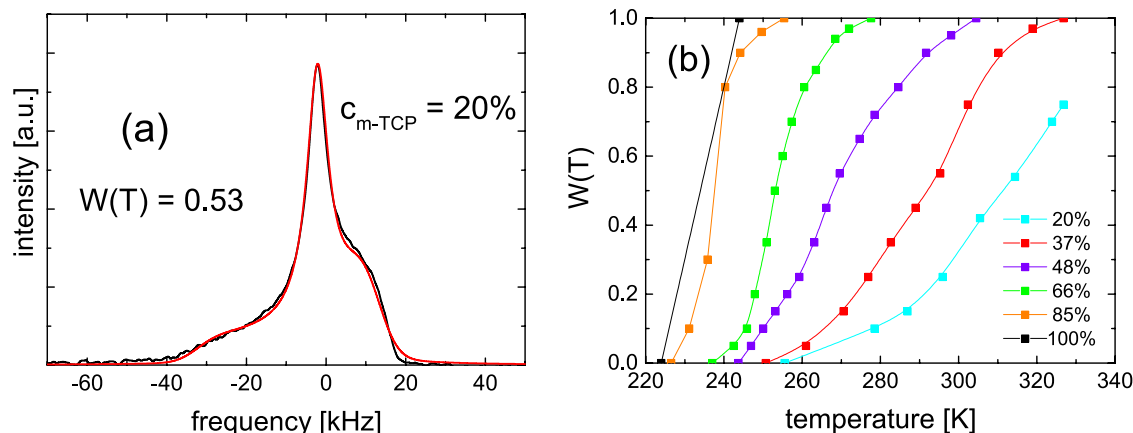 (a)
c_m-TCP = 20%
W(T) = 0.53
intensity [a.u.]
-60 -40 -20 0 20 40
frequency [kHz]
(b)
1.0
0.8
0.6
0.4
0.2
0.0
W(T)
20%
37%
48%
66%
85%
100%
220 240 260 280 300 320 340
temperature [K]